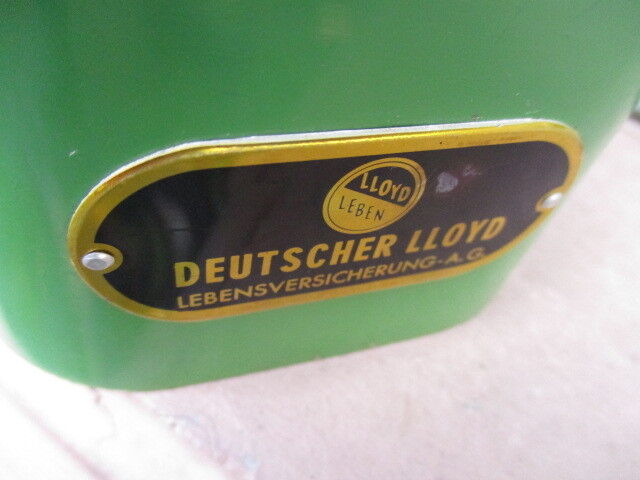 LLOYD
LEBEN
DEUTSCHER LLOYD
LEBENSVERSICHERUNG-A.G.